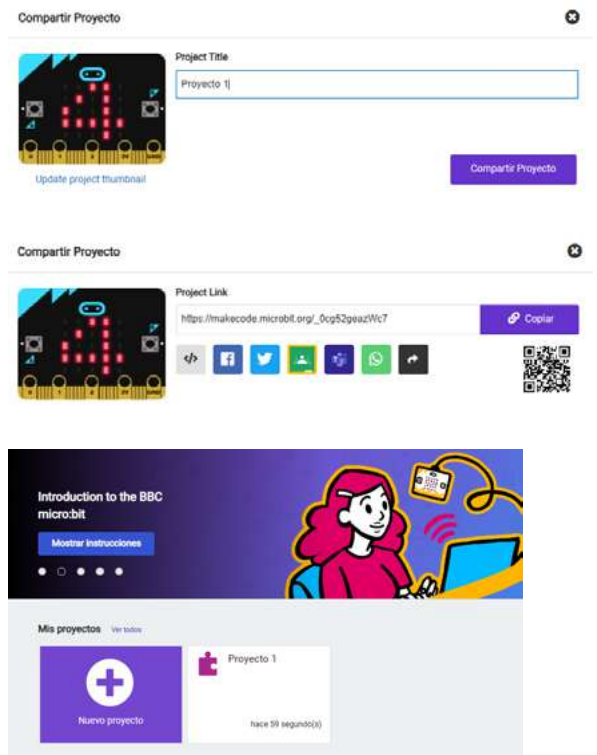 Compartir Proyecto
Project Title
Proyecto 1
Update project thumbnail
Compartir Proyecto
Compartir Proyecto
Project Link
https://makecode.microbit.org/_0cg52geazWc7
Copiar
Introduction to the BBC
micro:bit
Mostrar instrucciones
Mis proyectos Ver todos
Nuevo proyecto
Proyecto 1
hace 59 segundo(s)